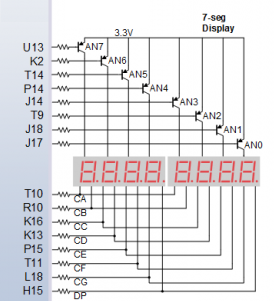 7-seg
Display
3.3V
U13 AN7
K2 AN6
T14 AN5
P14 AN4
J14 AN3
T9 AN2
J18 AN1
J17 AN0
8.8.8.8. 8.8.8.8.
T10 CA
R10 CB
K16 CC
K13 CD
P15 CE
T11 CF
L18 CG
H15 DP